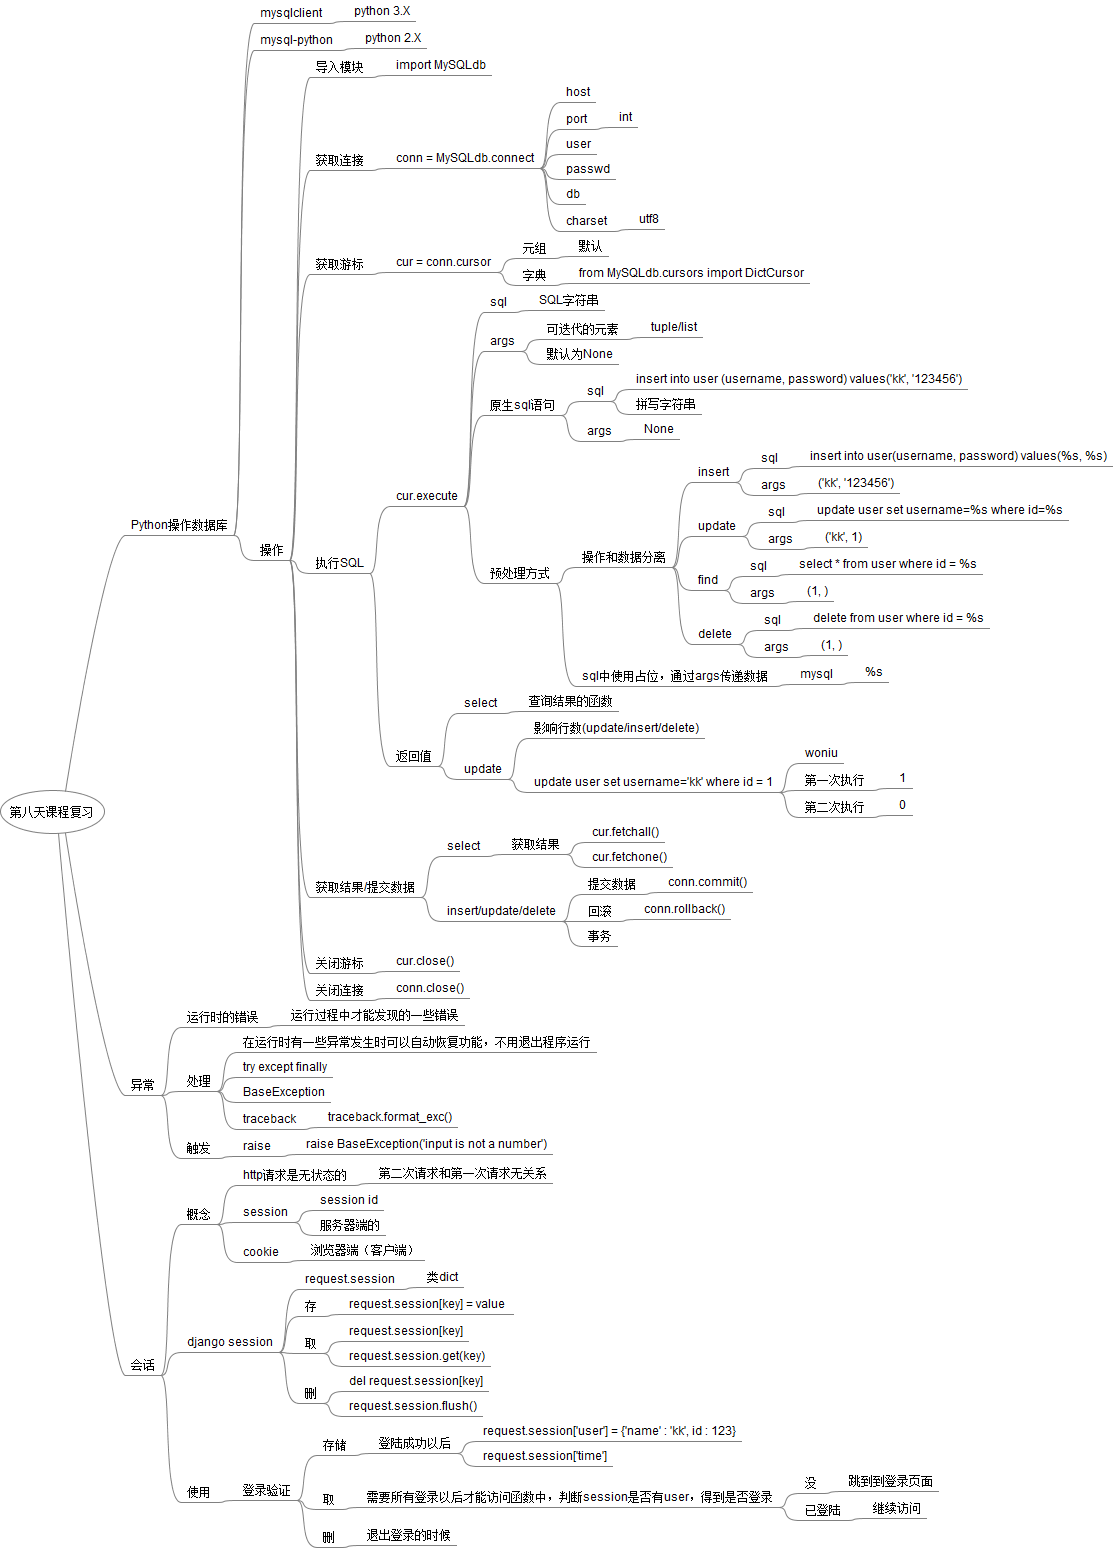 mysqlclient
python 3.X
mysql-python
python 2.X
导入模块
import MySQLdb
host
port
int
user
获取连接
conn = MySQLdb.connect
passwd
db
charset
utf8
元组
默认
获取游标
cur = conn.cursor
字典
from MySQLdb.cursors import DictCursor
sql
SQL字符串
args
可迭代的元素
tuple/list
默认为None
原生sql语句
sql
insert into user (username, password) values('kk', '123456')
拼写字符串
args
None
cur.execute
insert
sql
insert into user(username, password) values(%s, %s)
args
('kk', '123456')
Python操作数据库
update
sql
update user set username=%s where id=%s
args
('kk', 1)
操作
执行SQL
预处理方式
操作和数据分离
find
sql
select * from user where id = %s
args
(1, )
delete
sql
delete from user where id = %s
args
(1, )
sql中使用占位，通过args传递数据
mysql
%s
返回值
select
查询结果的函数
update
影响行数(update/insert/delete)
update user set username='kk' where id = 1
woniu
第一次执行
1
第二次执行
0
第八天课程复习
获取结果/提交数据
select
获取结果
cur.fetchall()
cur.fetchone()
insert/update/delete
提交数据
conn.commit()
回滚
conn.rollback()
事务
关闭游标
cur.close()
关闭连接
conn.close()
运行时的错误
运行过程中才能发现的一些错误
异常
处理
在运行时有一些异常发生时可以自动恢复功能，不用退出程序运行
try except finally
BaseException
traceback
traceback.format_exc()
触发
raise
raise BaseException('input is not a number')
概念
http请求是无状态的
第二次请求和第一次请求无关系
session
session id
服务器端的
cookie
浏览器端（客户端）
会话
django session
request.session
类dict
存
request.session[key] = value
取
request.session[key]
request.session.get(key)
删
del request.session[key]
request.session.flush()
使用
登录验证
存储
登陆成功以后
request.session['user'] = {'name' : 'kk', id : 123}
request.session['time']
取
需要所有登录以后才能访问函数中，判断session是否有user，得到是否登录
没
跳到到登录页面
已登陆
继续访问
删
退出登录的时候